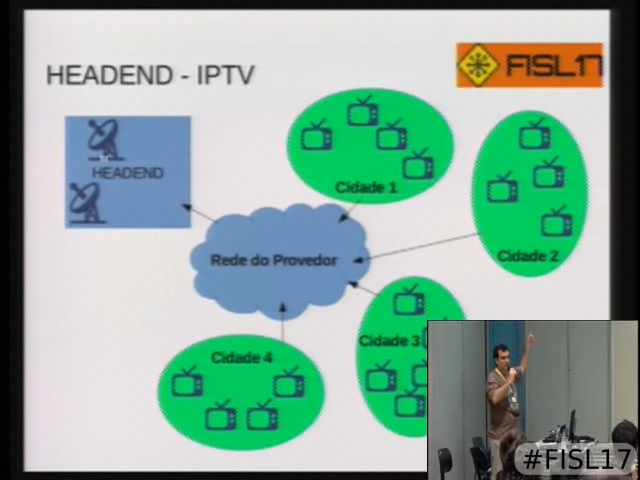 HEADEND - IPTV
FISL17
HEADEND
Cidade 1
Cidade 2
Rede do Provedor
Cidade 3
Cidade 4
#FISL17